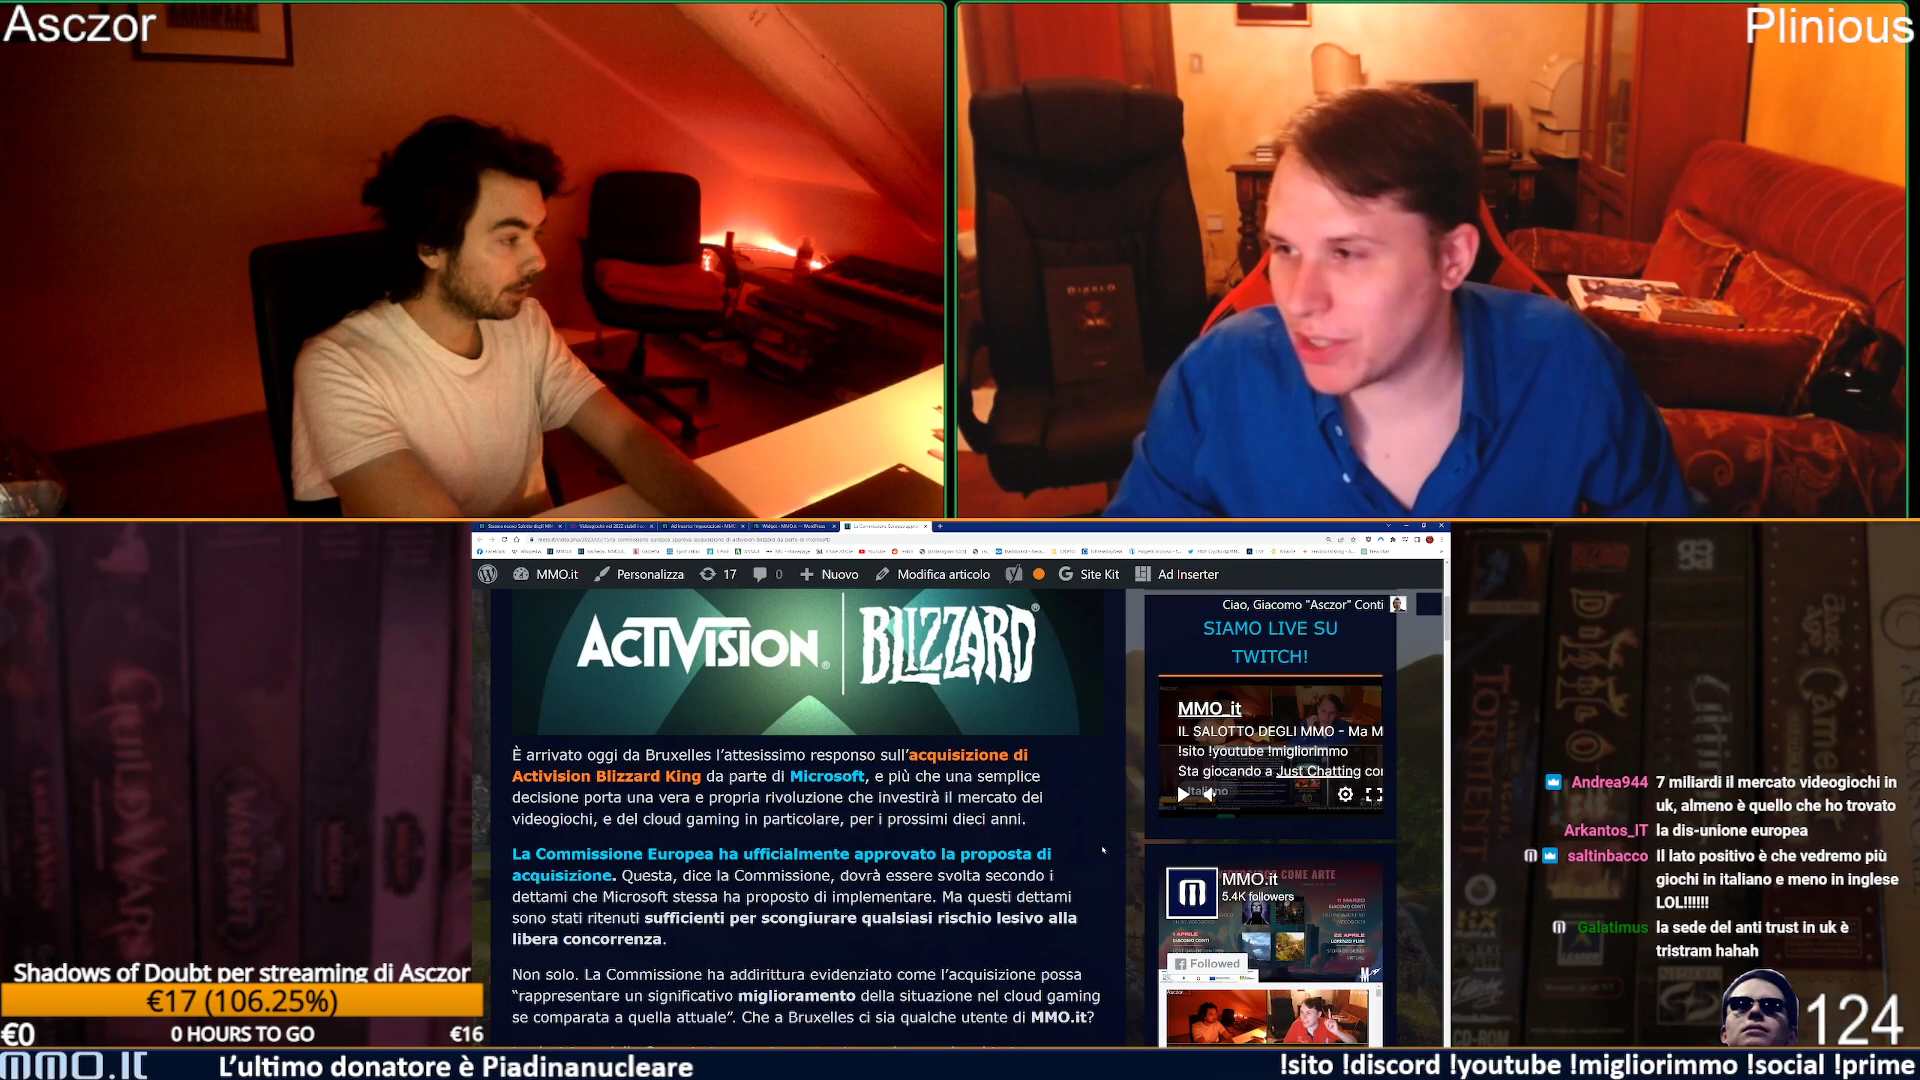 Asczor
Plinious
DIABLO
MMO.it
Personalizza
17
0
Nuovo
Modifica articolo
Site Kit
Ad Inserter
Ciao, Giacomo "Asczor" Conti
ACTIVISION® BLIZZARD®
È arrivato oggi da Bruxelles l’attesissimo responso sull’acquisizione di
Activision Blizzard King da parte di Microsoft, e più che una semplice
decisione porta una vera e propria rivoluzione che investirà il mercato dei
videogiochi, e del cloud gaming in particolare, per i prossimi dieci anni.
La Commissione Europea ha ufficialmente approvato la proposta di
acquisizione. Questa, dice la Commissione, dovrà essere svolta secondo i
dettami che Microsoft stessa ha proposto di implementare. Ma questi dettami
sono stati ritenuti sufficienti per scongiurare qualsiasi rischio lesivo alla
libera concorrenza.
Non solo. La Commissione ha addirittura evidenziato come l’acquisizione possa
“rappresentare un significativo miglioramento della situazione nel cloud gaming
se comparata a quella attuale”. Che a Bruxelles ci sia qualche utente di MMO.it?
SIAMO LIVE SU
TWITCH!
MMO_it
IL SALOTTO DEGLI MMO - Ma M
!sito !youtube !migliorimmo
Sta giocando a Just Chatting con
Italiano
MMO.it
5.4K followers
Followed
Andrea944 7 miliardi il mercato videogiochi in
uk, almeno è quello che ho trovato
Arkantos_IT la dis-unione europea
saltinbacco Il lato positivo è che vedremo più
giochi in italiano e meno in inglese
LOL!!!!!!
Galatimus la sede del anti trust in uk è
tristram hahah
124
Shadows of Doubt per streaming di Asczor
€17 (106.25%)
€0
0 HOURS TO GO
€16
MMO.IT
L’ultimo donatore è Piadinanucleare
!sito !discord !youtube !migliorimmo !social !prime
GUILD WARS
WARCRAFT
TORMENT
Diablo
CD-ROM